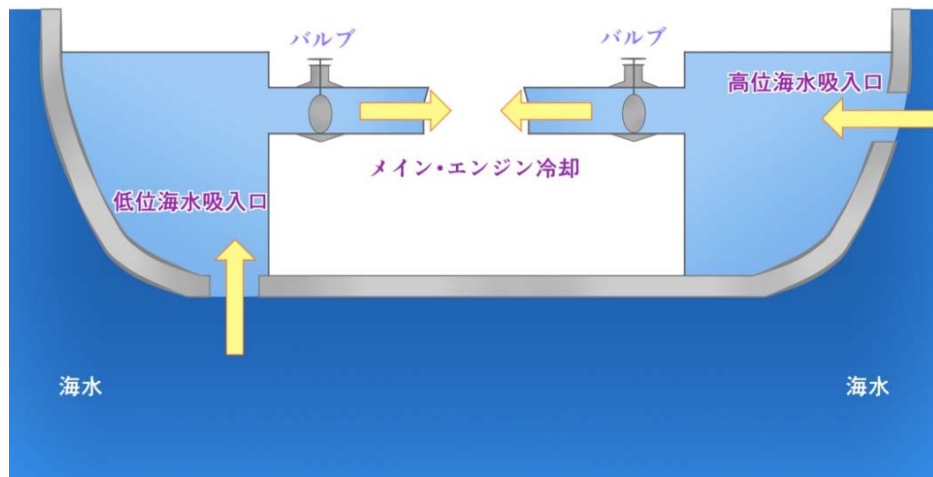 バルブ
バルブ
高位海水吸入口
メイン・エンジン冷却
低位海水吸入口
海水
海水